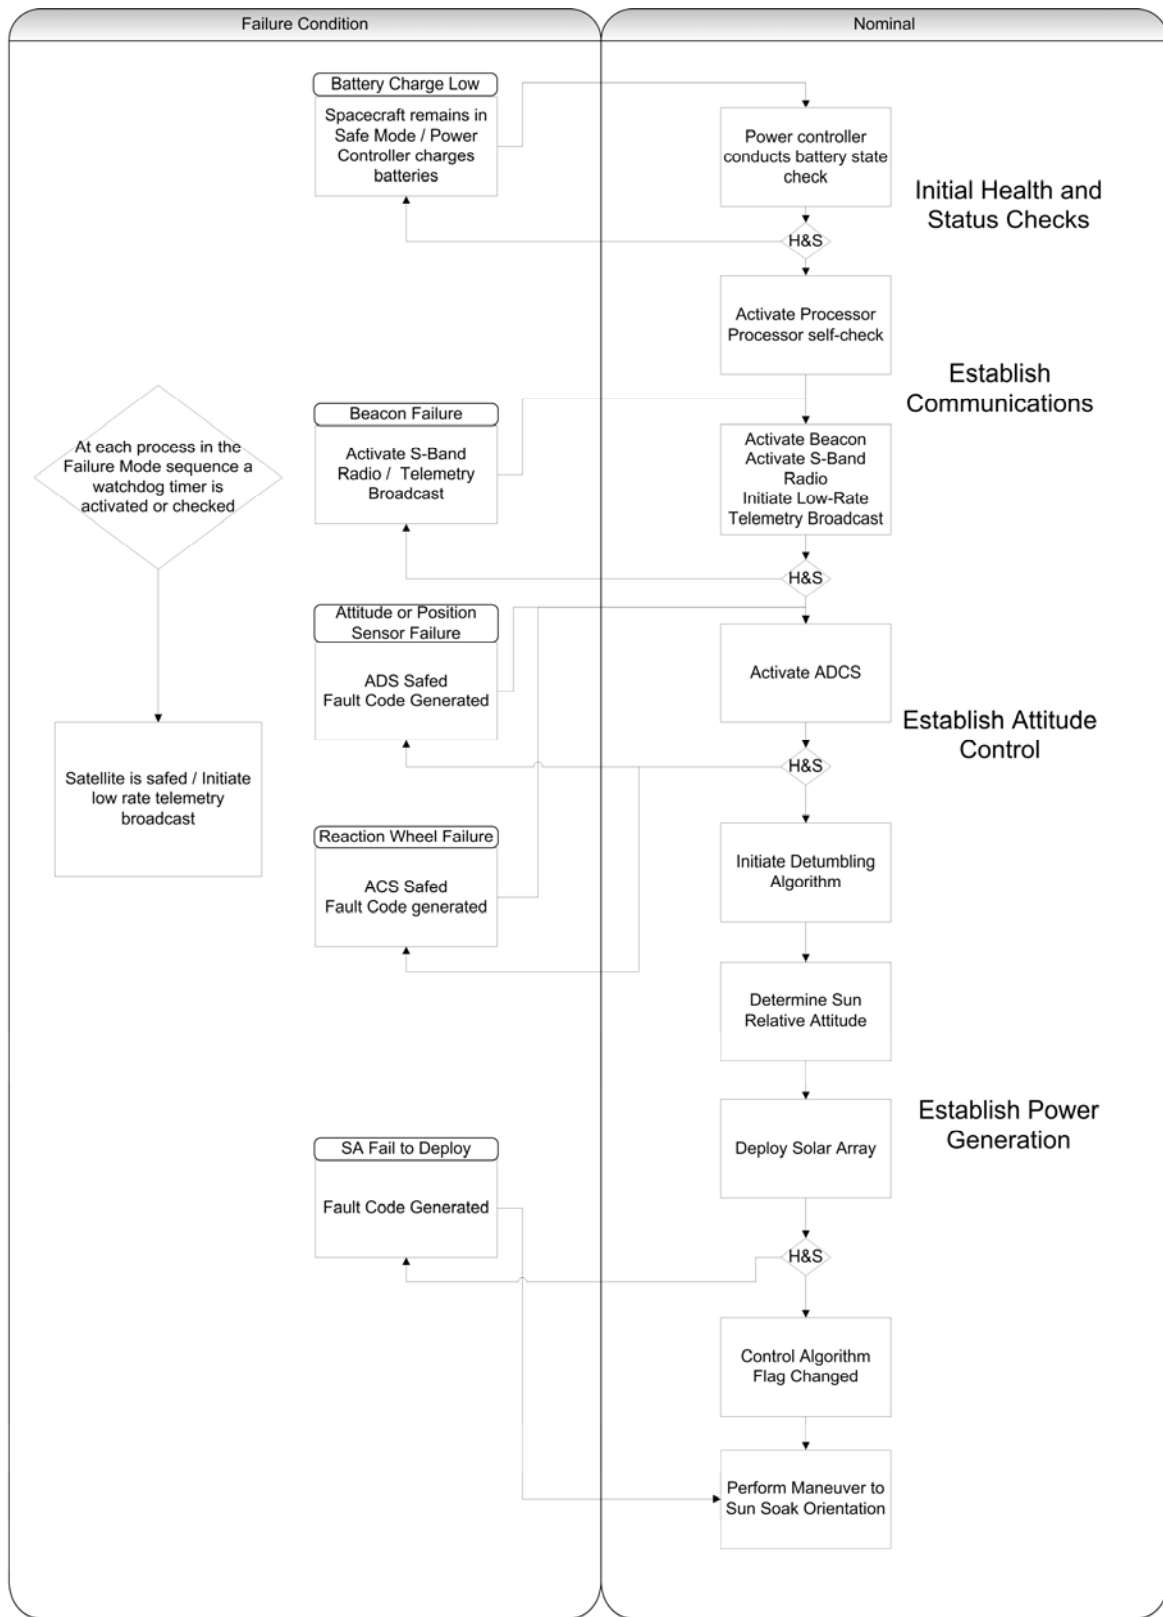 Failure Condition
Nominal
Battery Charge Low
Spacecraft remains in
Safe Mode / Power
Controller charges
batteries
Power controller
conducts battery state
check
Initial Health and
Status Checks
H&S
Activate Processor
Processor self-check
Establish
Communications
Beacon Failure
Activate S-Band
Radio / Telemetry
Broadcast
Activate Beacon
Activate S-Band
Radio
Initiate Low-Rate
Telemetry Broadcast
At each process in the
Failure Mode sequence a
watchdog timer is
activated or checked
H&S
Attitude or Position
Sensor Failure
ADS Safed
Fault Code Generated
Activate ADCS
Establish Attitude
Control
H&S
Satellite is safed / Initiate
low rate telemetry
broadcast
Reaction Wheel Failure
ACS Safed
Fault Code generated
Initiate Detumbling
Algorithm
Determine Sun
Relative Attitude
Establish Power
Generation
SA Fail to Deploy
Fault Code Generated
Deploy Solar Array
H&S
Control Algorithm
Flag Changed
Perform Maneuver to
Sun Soak Orientation